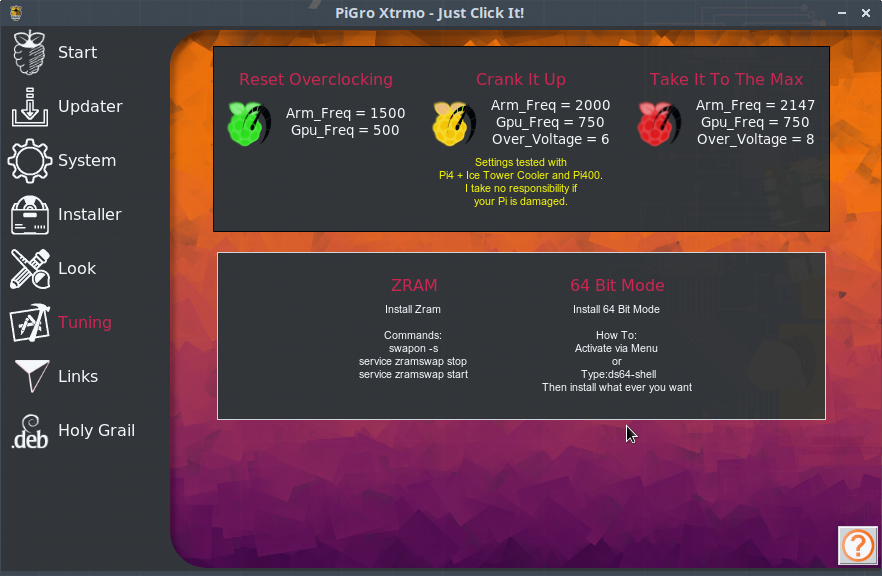 PiGro Xtrmo - Just Click It!
Start
Updater
System
Installer
Look
Tuning
Links
.deb
Holy Grail
Reset Overclocking
Arm_Freq = 1500
Gpu_Freq = 500
Crank It Up
Arm_Freq = 2000
Gpu_Freq = 750
Over_Voltage = 6
Take It To The Max
Arm_Freq = 2147
Gpu_Freq = 750
Over_Voltage = 8
Settings tested with
Pi4 + Ice Tower Cooler and Pi400.
I take no responsibility if
your Pi is damaged.
ZRAM
Install Zram
Commands:
swapon -s
service zramswap stop
service zramswap start
64 Bit Mode
Install 64 Bit Mode
How To:
Activate via Menu
or
Type:ds64-shell
Then install what ever you want
?